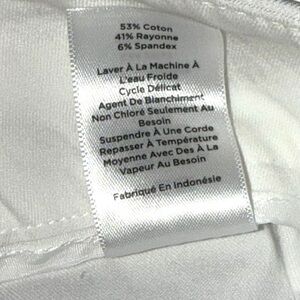 53% Coton
41% Rayonne
6% Spandex
Laver À La Machine À
L'eau Froide
Cycle Délicat
Agent De Blanchiment
Non Chloré Seulement Au
Besoin
Suspendre À Une Corde
Repasser À Température
Moyenne Avec Des À La
Vapeur Au Besoin
Fabriqué En Indonésie